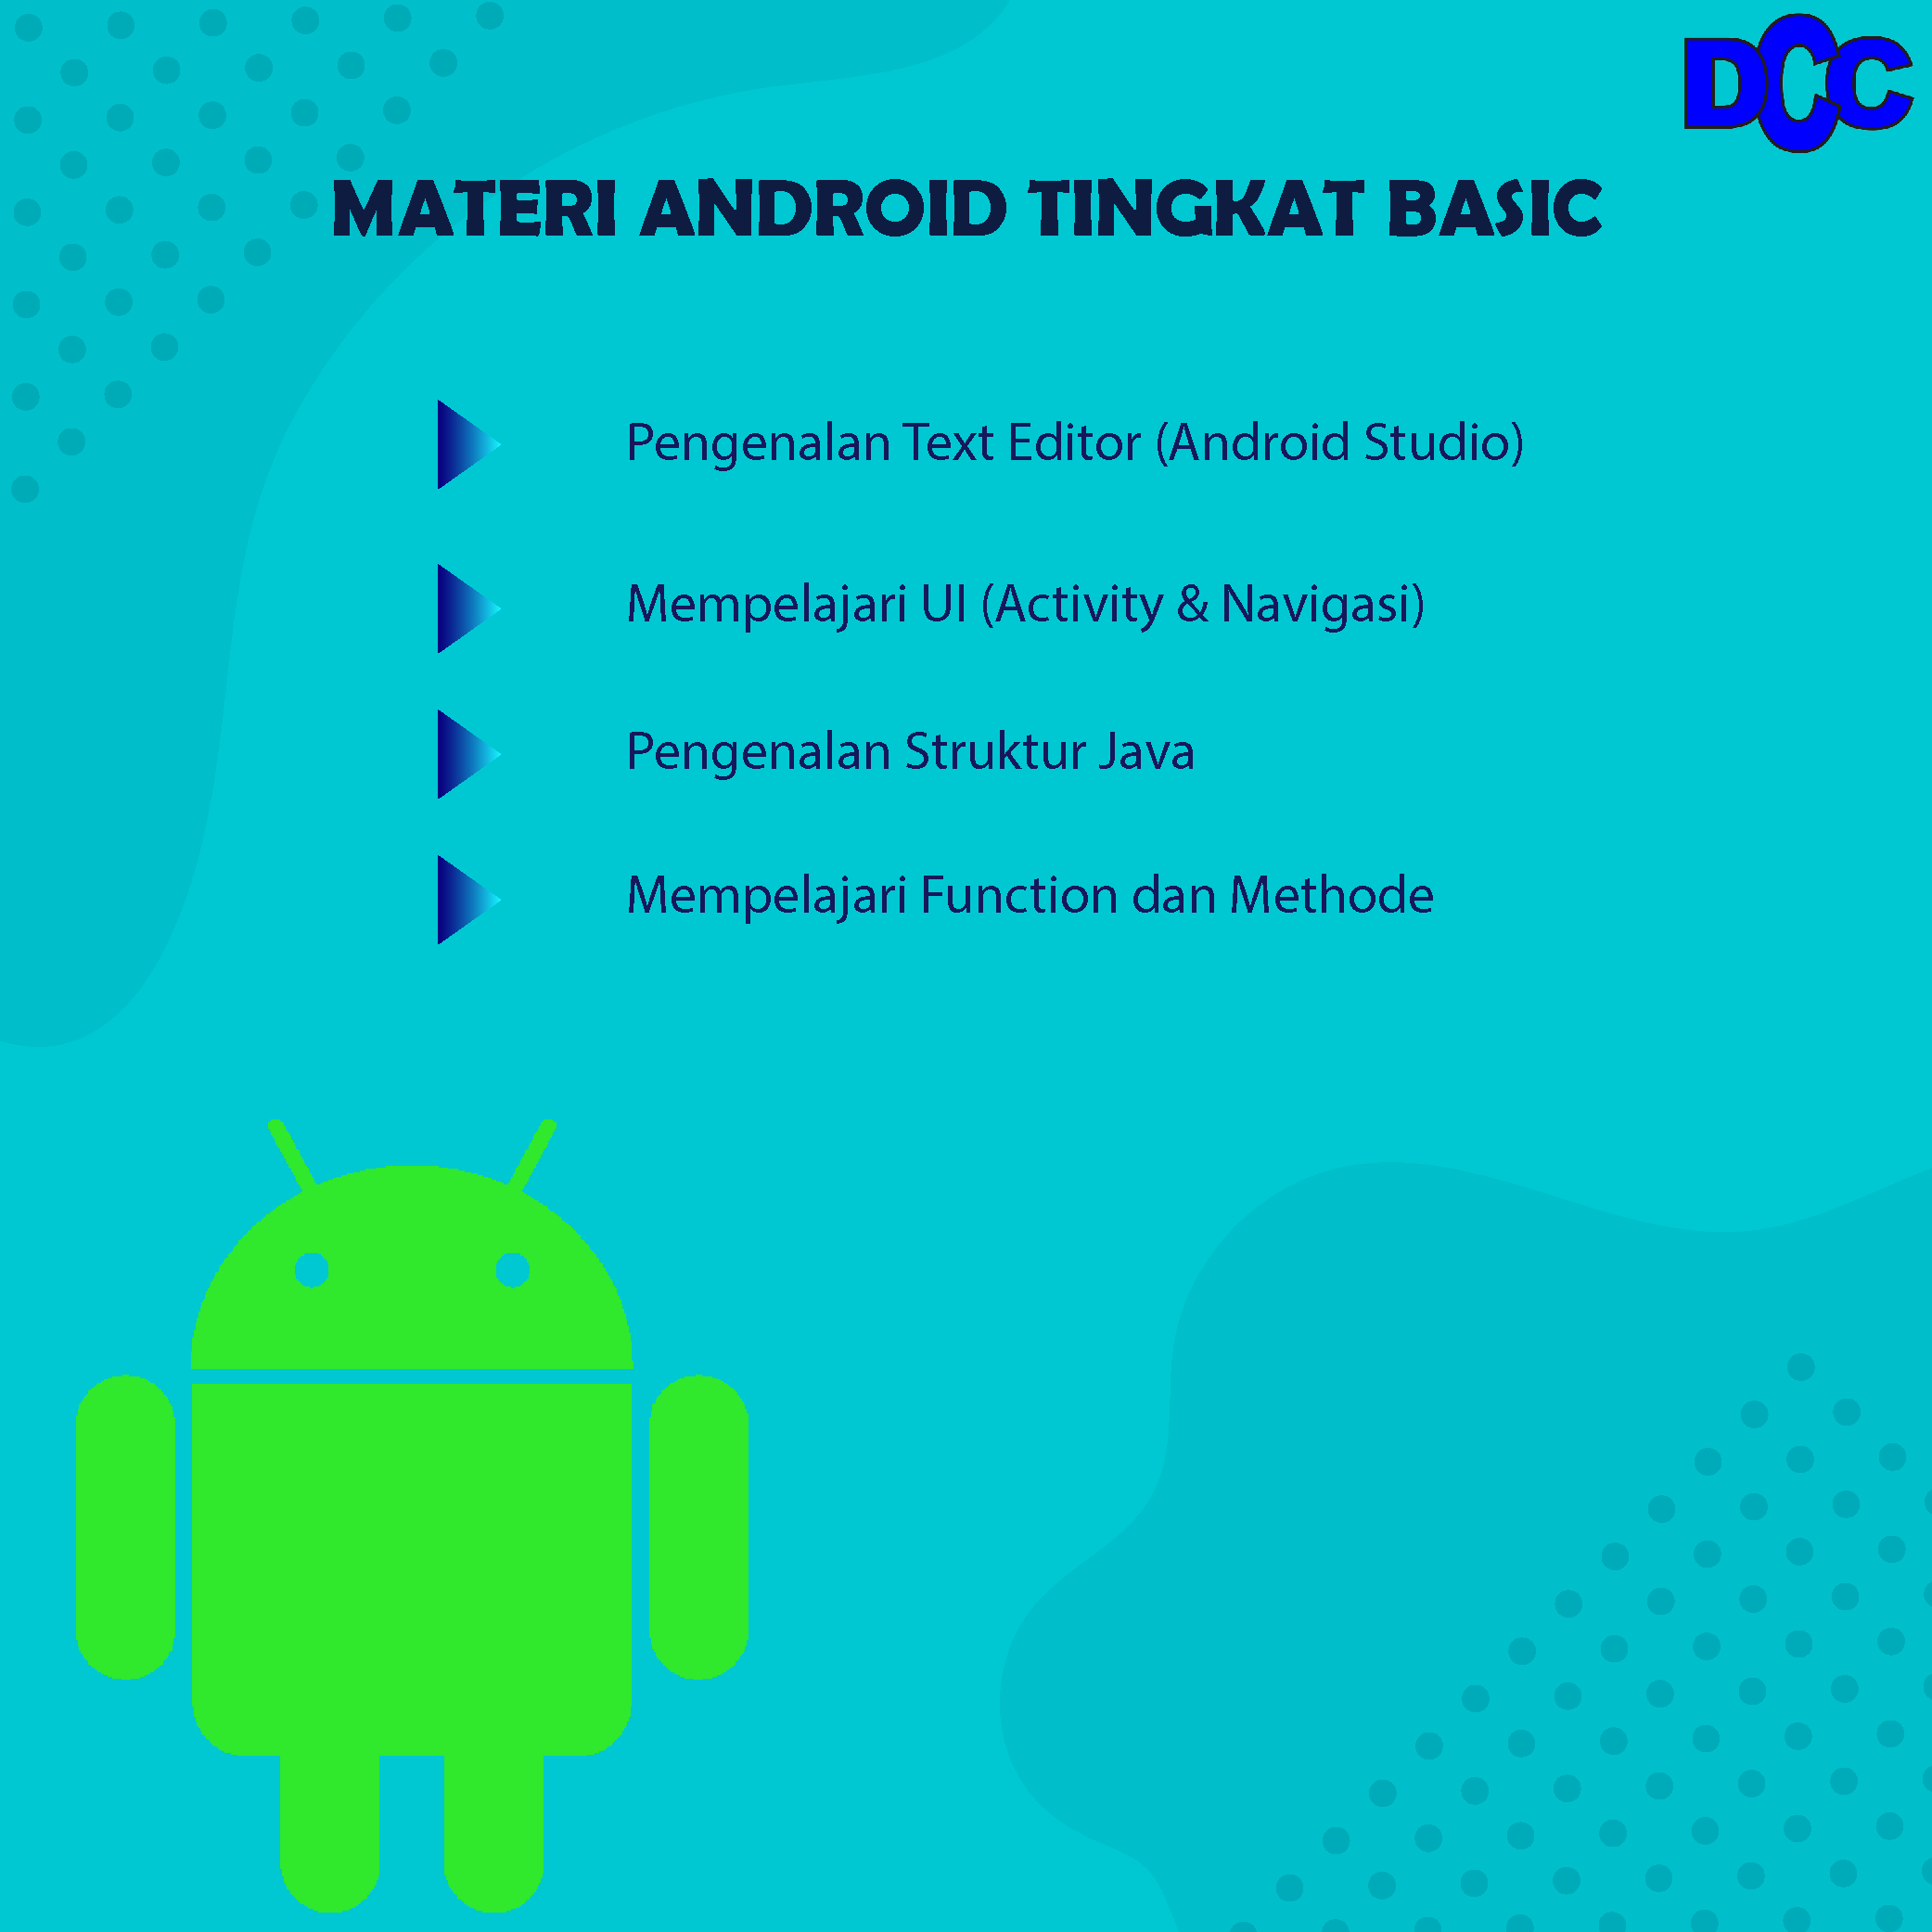 DCC
MATERI ANDROID TINGKAT BASIC
Pengenalan Text Editor (Android Studio)
Mempelajari UI (Activity & Navigasi)
Pengenalan Struktur Java
Mempelajari Function dan Methode